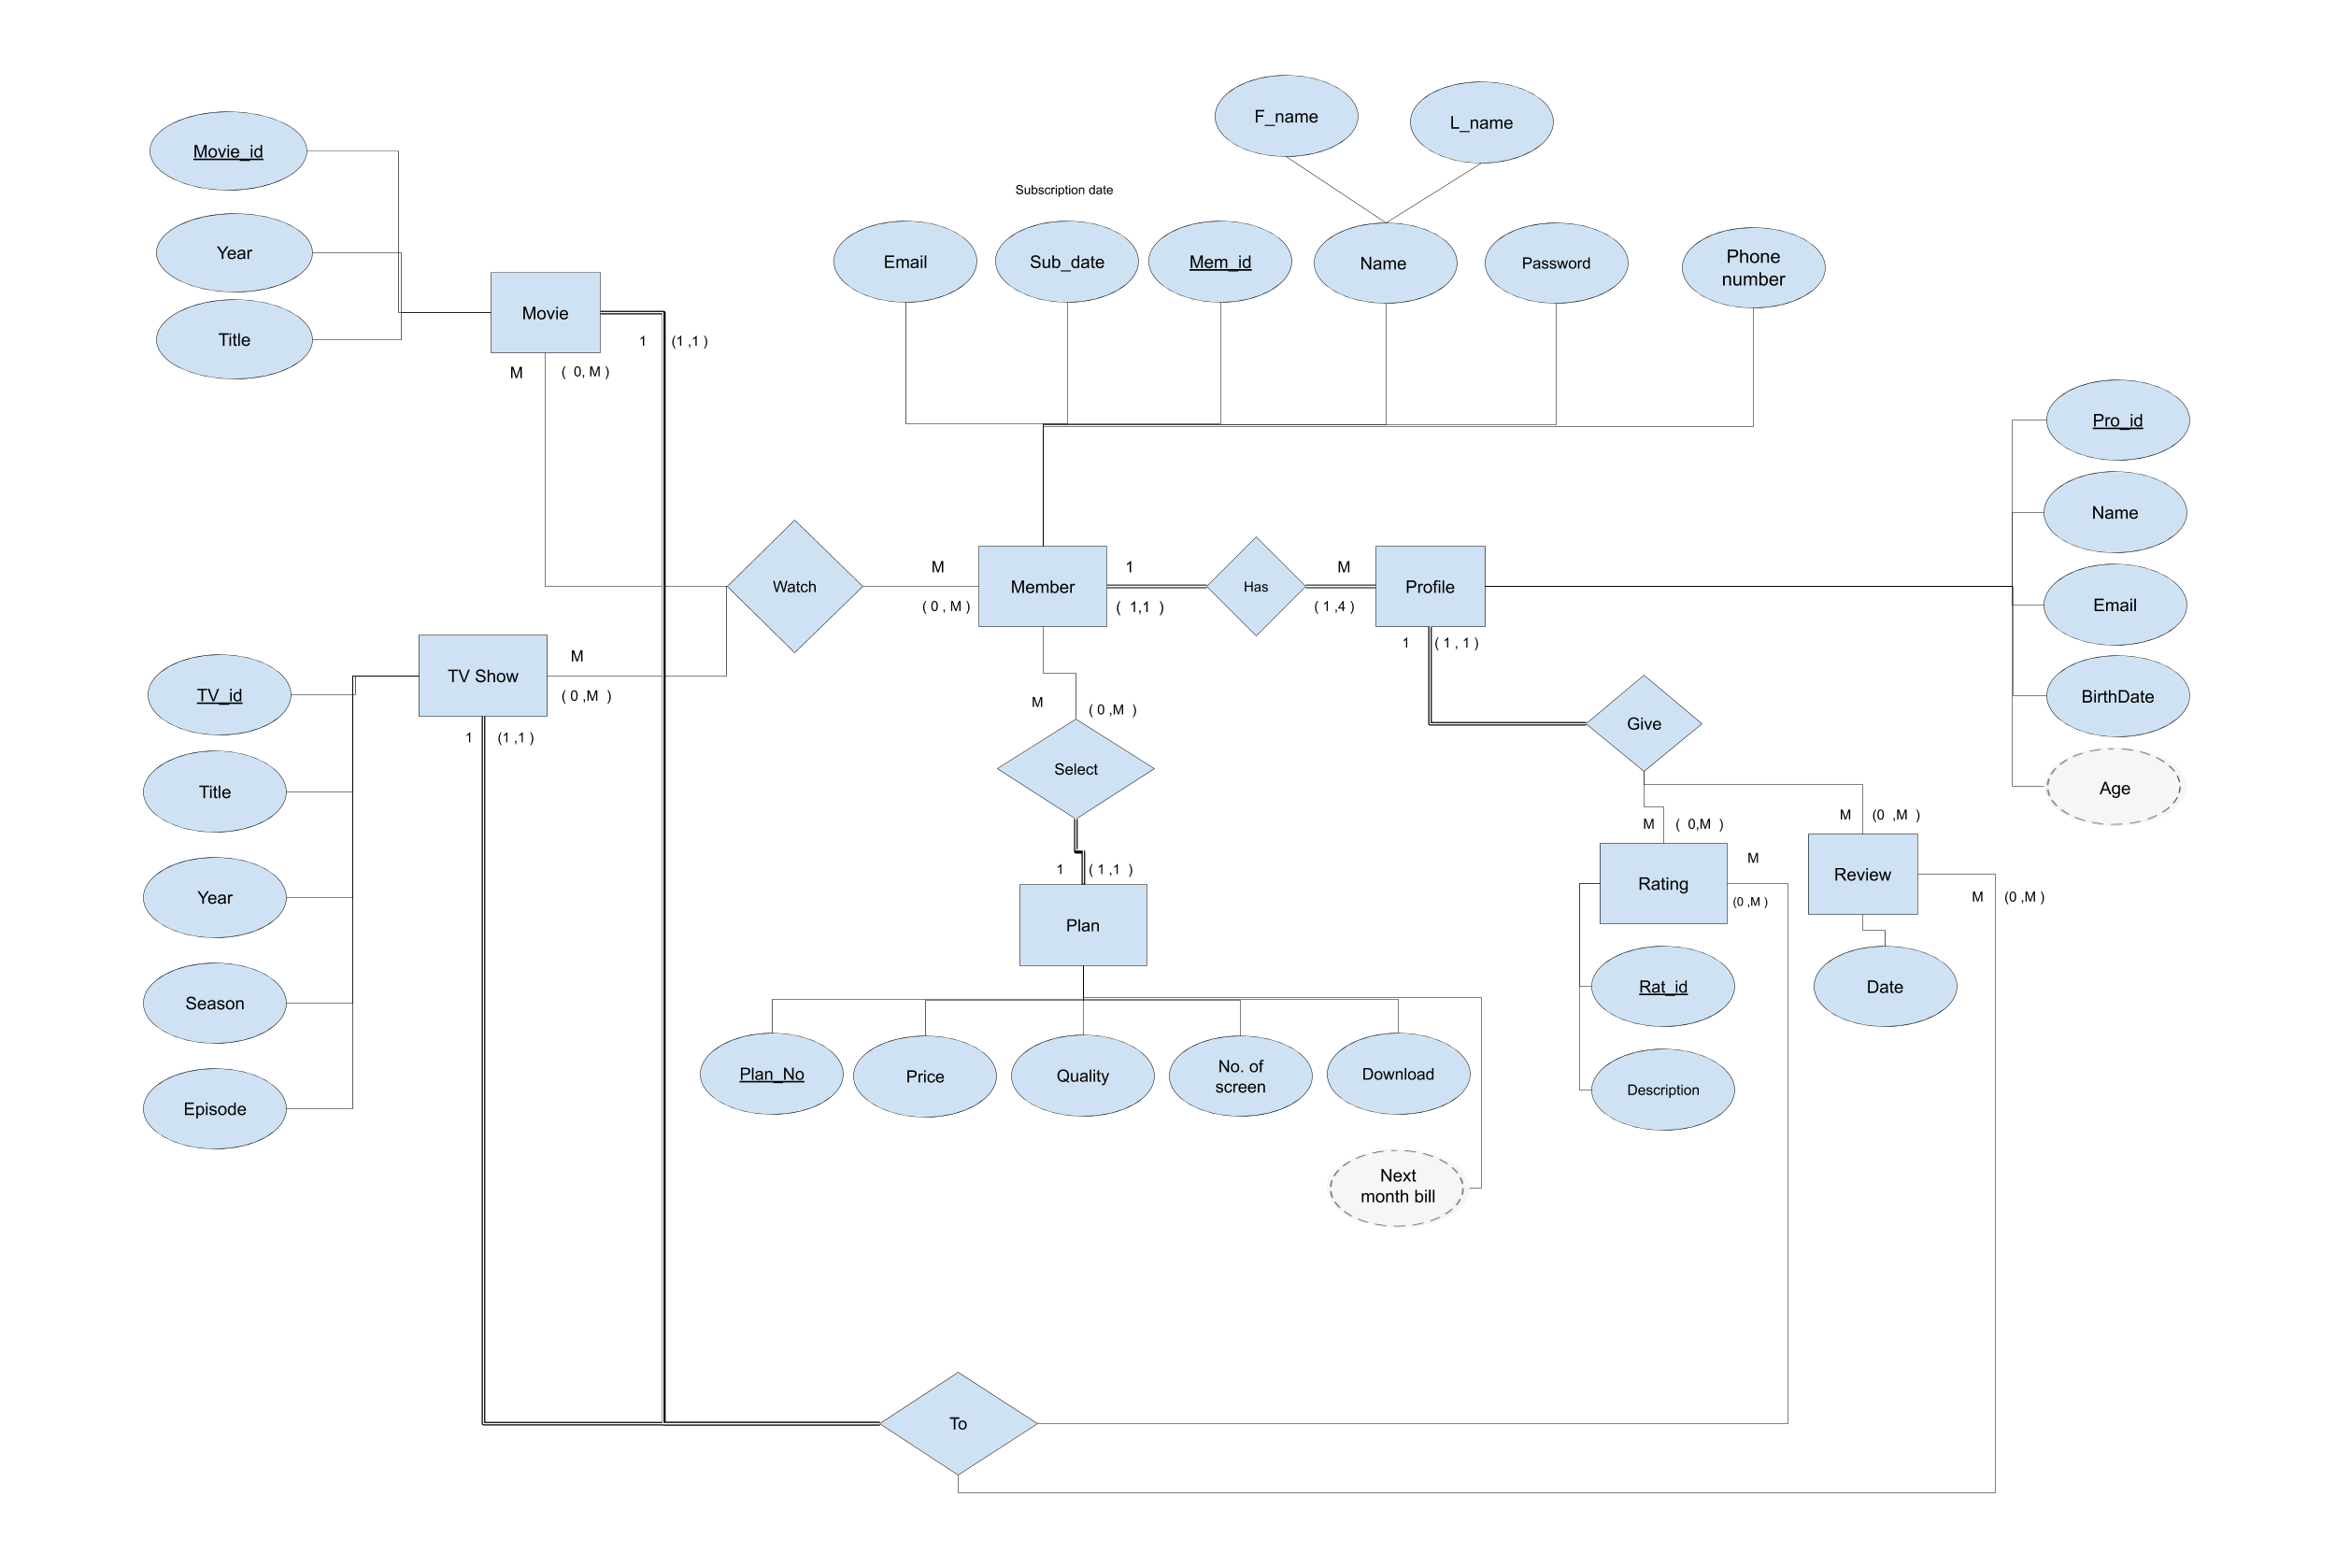 F_name
L_name
Movie_id
Subscription date
Year
Email
Sub_date
Mem_id
Name
Password
Phone
number
Movie
Title
1
(1 ,1 )
M
( 0, M )
Pro_id
Name
Watch
M
( 0 , M )
Member
1
( 1,1 )
Has
M
( 1 ,4 )
Profile
Email
1
( 1 , 1 )
TV Show
M
( 0 ,M )
TV_id
BirthDate
M
( 0 ,M )
Give
1
(1 ,1 )
Select
Title
Age
M
( 0,M )
M
(0 ,M )
1
( 1 ,1 )
M
Rating
(0 ,M )
Review
M
(0 ,M )
Year
Plan
Rat_id
Date
Season
Plan_No
Price
Quality
No. of
screen
Download
Description
Episode
Next
month bill
To